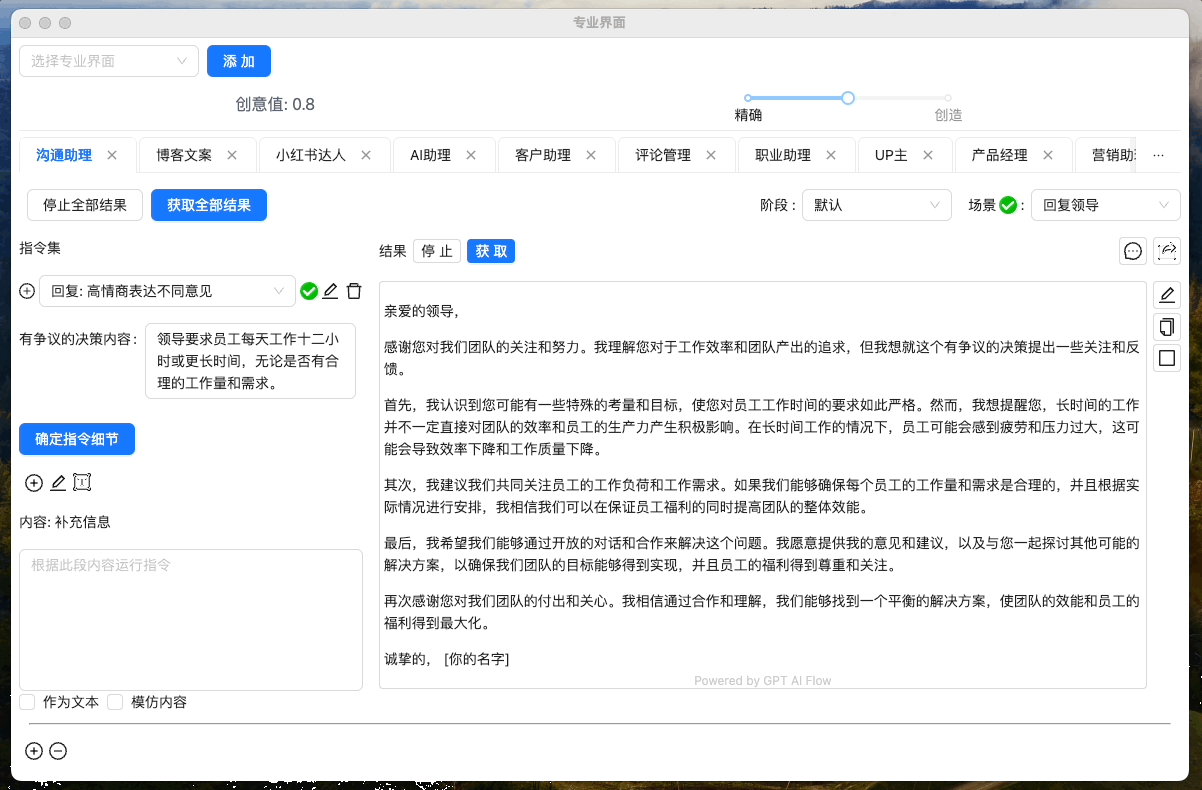 专业界面
选择专业界面
添 加
创意值: 0.8
精确
创造
沟通助理
博客文案
小红书达人
AI助理
客户助理
评论管理
职业助理
UP主
产品经理
营销助
停止全部结果
获取全部结果
阶段 :
默认
场景
:
回复领导
指令集
结果
停 止
获 取
回复: 高情商表达不同意见
有争议的决策内容:
领导要求员工每天工作十二小
时或更长时间，无论是否有合
理的工作量和需求。
确定指令细节
内容: 补充信息
根据此段内容运行指令
作为文本
模仿内容
亲爱的领导，
感谢您对我们团队的关注和努力。我理解您对于工作效率和团队产出的追求，但我想就这个有争议的决策提出一些关注和反
馈。
首先，我认识到您可能有一些特殊的考量和目标，使您对员工工作时间的要求如此严格。然而，我想提醒您，长时间的工作
并不一定直接对团队的效率和员工的生产力产生积极影响。在长时间工作的情况下，员工可能会感到疲劳和压力过大，这可
能会导致效率下降和工作质量下降。
其次，我建议我们共同关注员工的工作负荷和工作需求。如果我们能够确保每个员工的工作量和需求是合理的，并且根据实
际情况进行安排，我相信我们可以在保证员工福利的同时提高团队的整体效能。
最后，我希望我们能够通过开放的对话和合作来解决这个问题。我愿意提供我的意见和建议，以及与您一起探讨其他可能的
解决方案，以确保我们团队的目标能够得到实现，并且员工的福利得到尊重和关注。
再次感谢您对我们团队的付出和关心。我相信通过合作和理解，我们能够找到一个平衡的解决方案，使团队的效能和员工的
福利得到最大化。
诚挚的， [你的名字]
Powered by GPT AI Flow